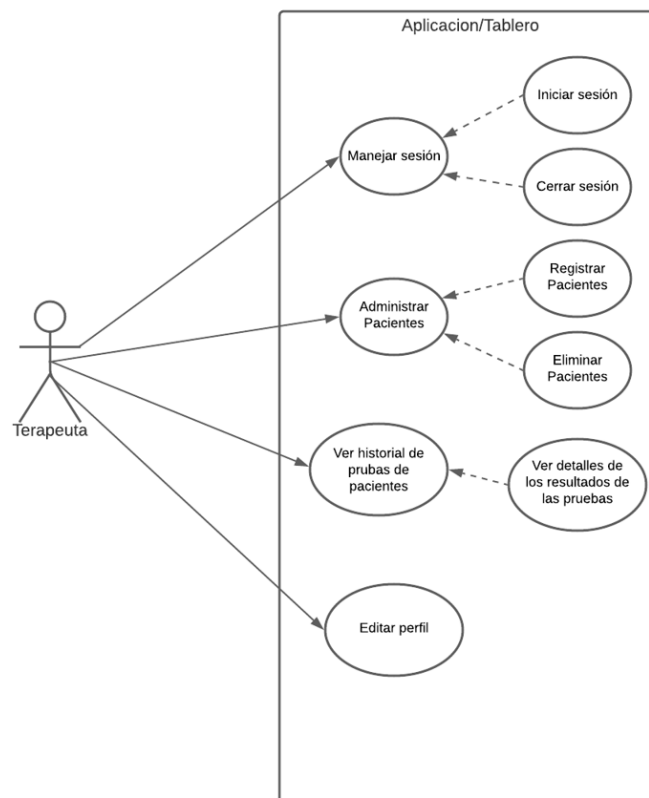 Aplicacion/Tablero
Iniciar sesión
Manejar sesión
Cerrar sesión
Registrar
Pacientes
Administrar
Pacientes
Eliminar
Pacientes
Terapeuta
Ver historial de
prubas de
pacientes
Ver detalles de
los resultados de
las pruebas
Editar perfil